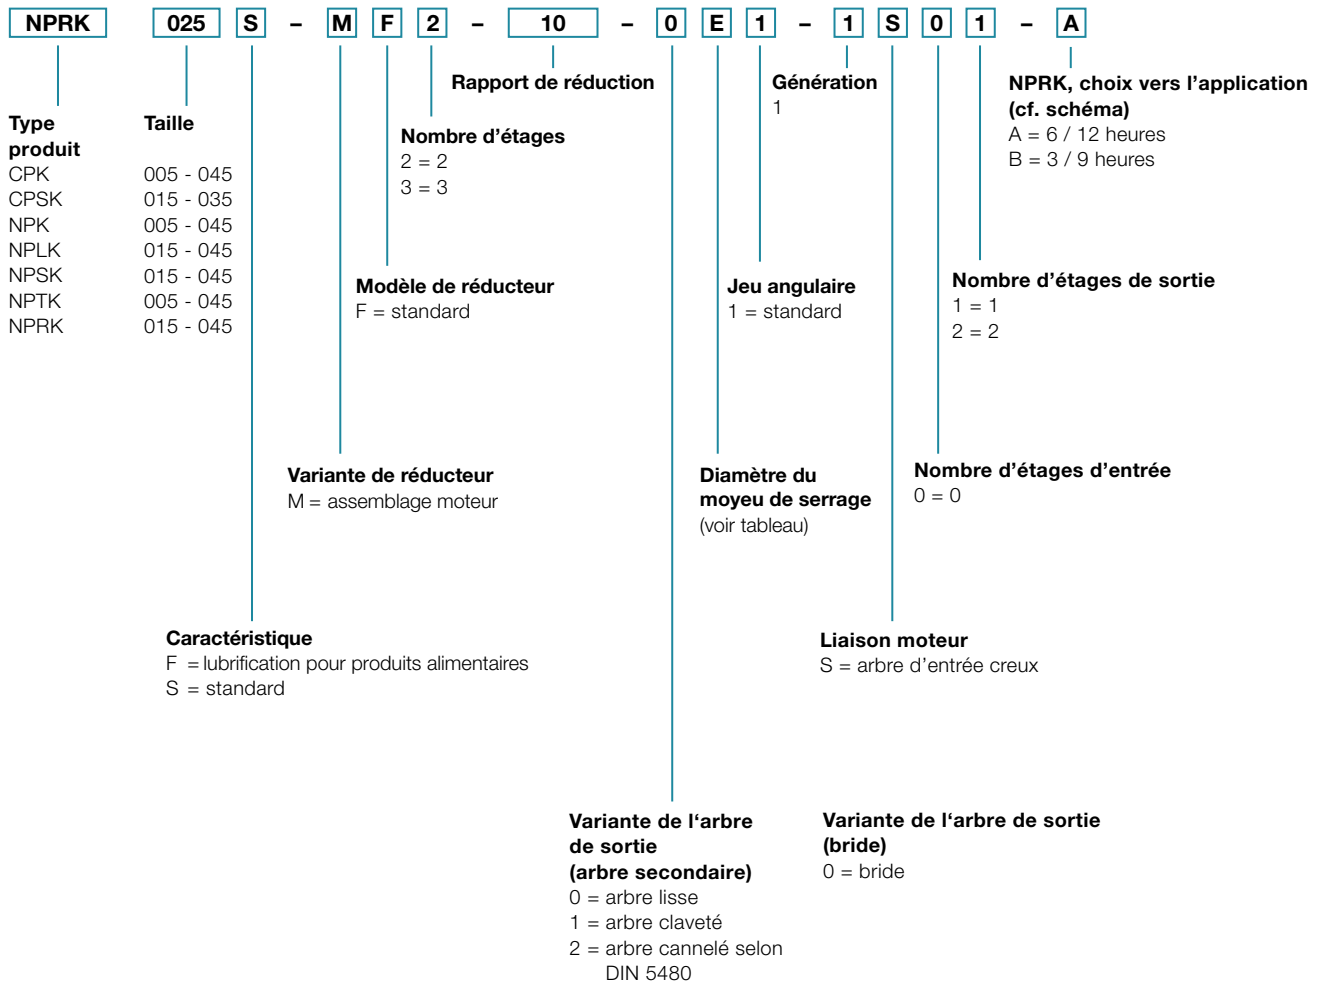 NPRK 025 S – M F 2 – 10 – 0 E 1 – 1 S 0 1 – A
Type
produit
CPK
CPSK
NPK
NPLK
NPSK
NPTK
NPRK
Taille
005 - 045
015 - 035
005 - 045
015 - 045
015 - 045
005 - 045
015 - 045
Caractéristique
F = lubrification pour produits alimentaires
S = standard
Variante de réducteur
M = assemblage moteur
Modèle de réducteur
F = standard
Nombre d'étages
2 = 2
3 = 3
Rapport de réduction
Variante de l‘arbre
de sortie
(arbre secondaire)
0 = arbre lisse
1 = arbre claveté
2 = arbre cannelé selon
DIN 5480
Variante de l‘arbre de sortie
(bride)
0 = bride
Diamètre du
moyeu de serrage
(voir tableau)
Jeu angulaire
1 = standard
Génération
1
Liaison moteur
S = arbre d'entrée creux
Nombre d'étages d'entrée
0 = 0
Nombre d'étages de sortie
1 = 1
2 = 2
NPRK, choix vers l'application
(cf. schéma)
A = 6 / 12 heures
B = 3 / 9 heures